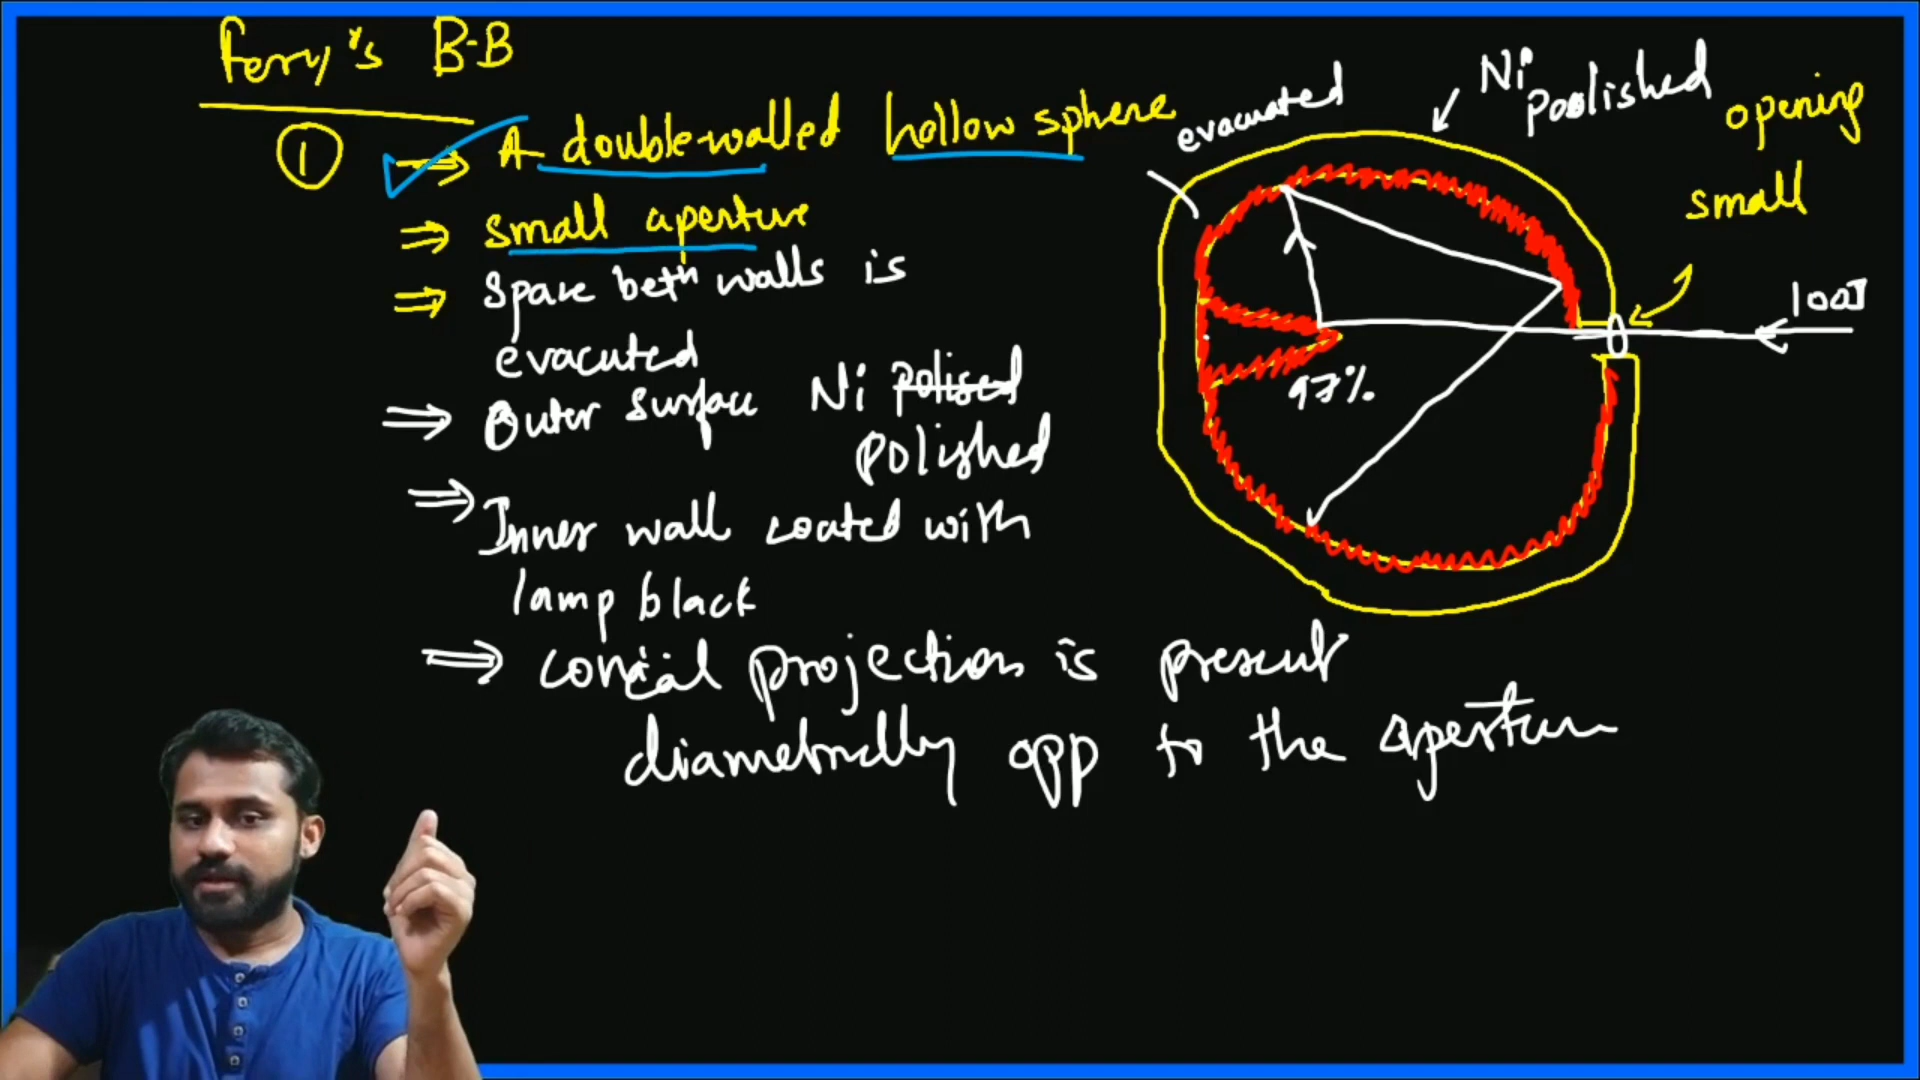 Ferry's B-B
① ⇒ A double-walled hollow sphere
⇒ small aperture
⇒ Space betⁿ walls is
evacuted
⇒ Outer surface Ni polised
polished
⇒ Inner wall coated with
lamp black
⇒ conical projection is present
diametrically opp to the aperture
evacuated
Ni
poolished
opening
small
100J
97%